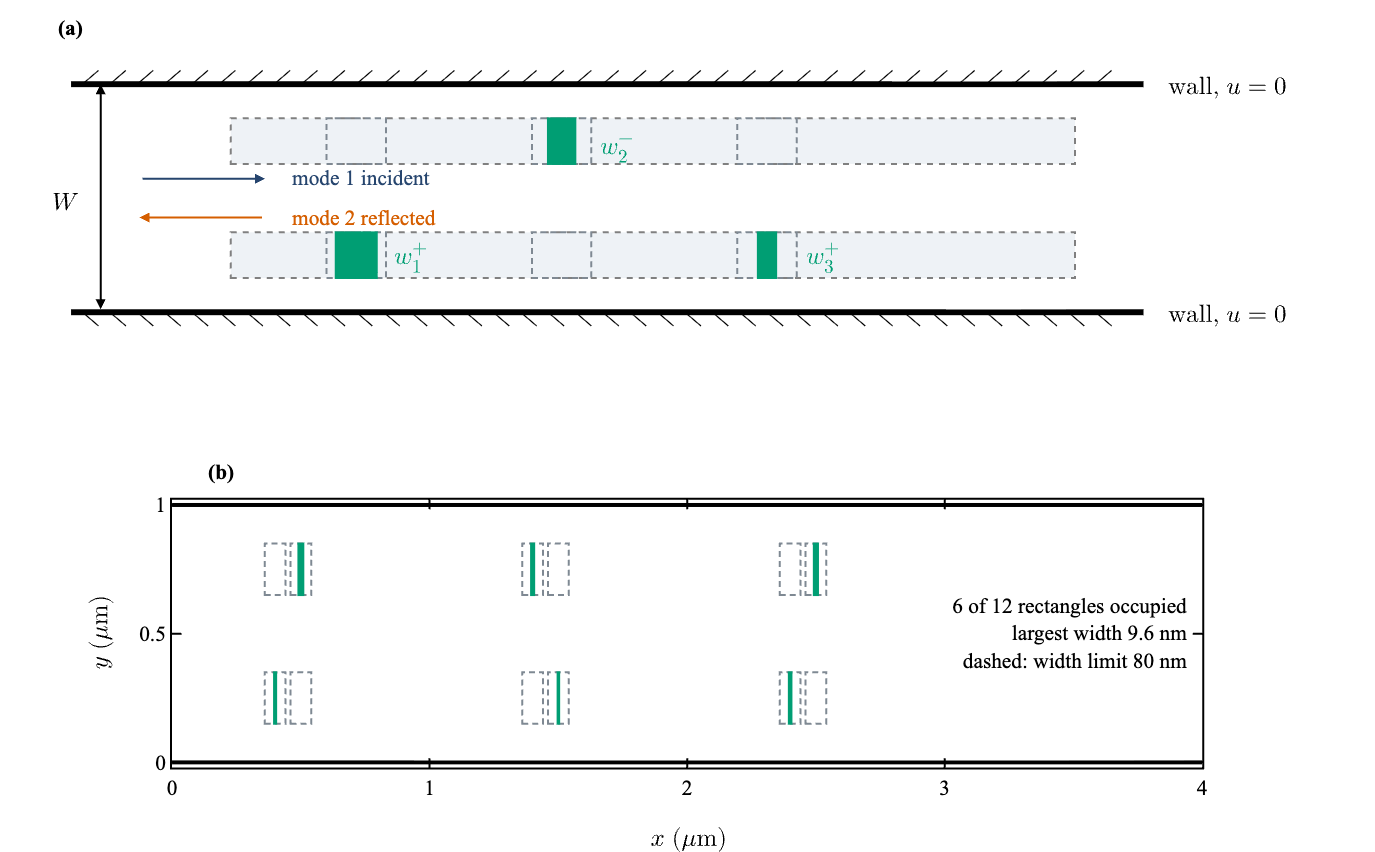 (a)
wall, u = 0
w₂⁻
mode 1 incident
W
mode 2 reflected
w₁⁺
w₃⁺
wall, u = 0
(b)
1
6 of 12 rectangles occupied
0.5
largest width 9.6 nm
dashed: width limit 80 nm
y (μm)
0
0 1 2 3 4
x (μm)